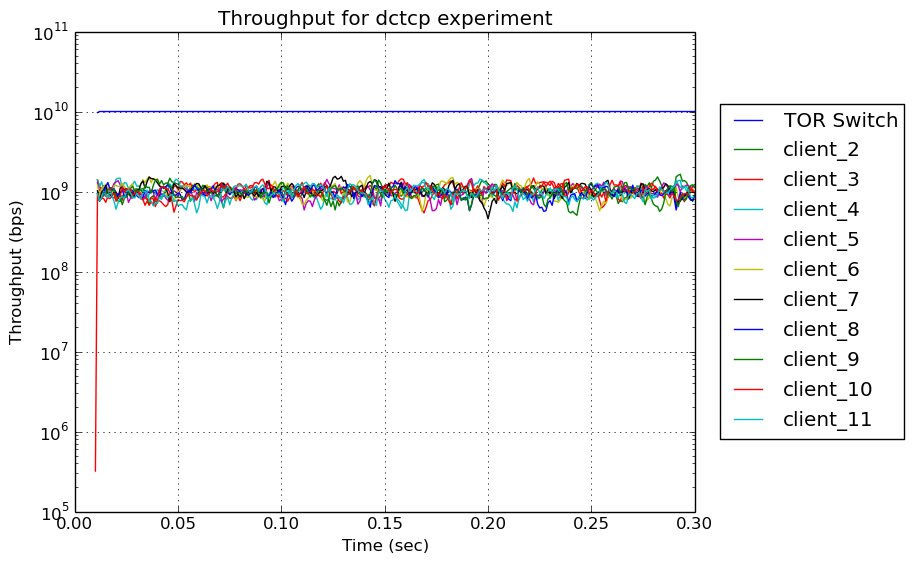 Throughput for dctcp experiment
10^11
10^10
10^9
10^8
10^7
10^6
10^5
Throughput (bps)
0.00 0.05 0.10 0.15 0.20 0.25 0.30
Time (sec)
TOR Switch
client_2
client_3
client_4
client_5
client_6
client_7
client_8
client_9
client_10
client_11